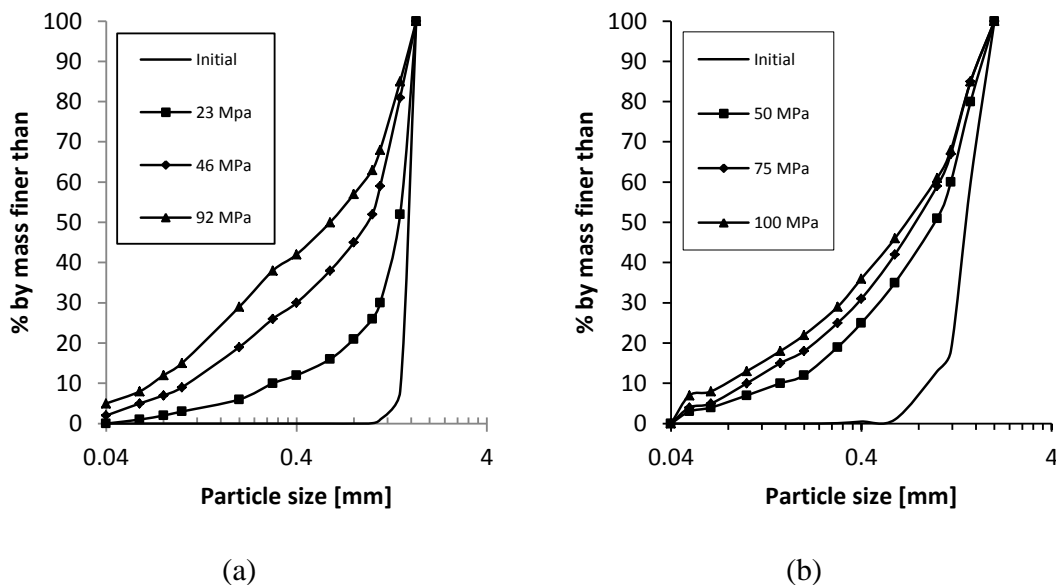 % by mass finer than
100
90
80
70
60
50
40
30
20
10
0
0.04
0.4
4
Particle size [mm]
Initial
23 Mpa
46 MPa
92 MPa
(a)
% by mass finer than
100
90
80
70
60
50
40
30
20
10
0
0.04
0.4
4
Particle size [mm]
Initial
50 MPa
75 MPa
100 MPa
(b)